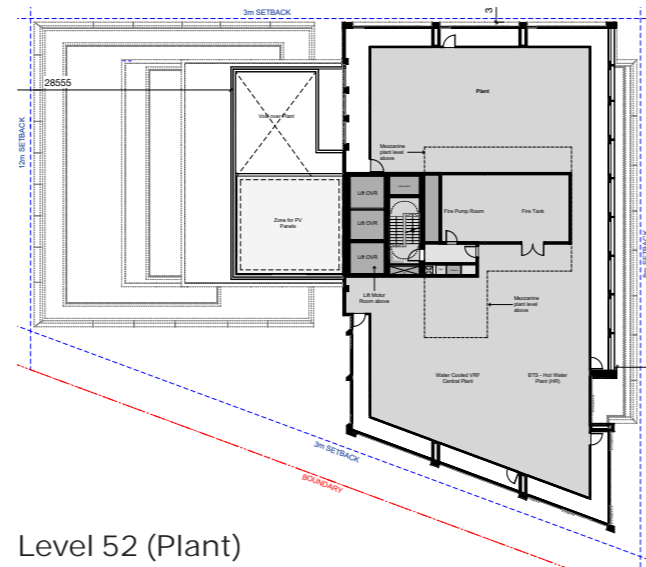 3m SETBACK
3
28555
12m SETBACK
Void over Plant
Plant
Mezzanine
plant level
above
Lift OVR
Lift OVR
Lift OVR
Fire Pump Room
Fire Tank
Zone for PV
Panels
Lift Motor
Room above
Mezzanine
plant level
above
Water Cooled VRF
Central Plant
BTS - Hot Water
Plant (HR)
3m SETBACK
BOUNDARY
Level 52 (Plant)